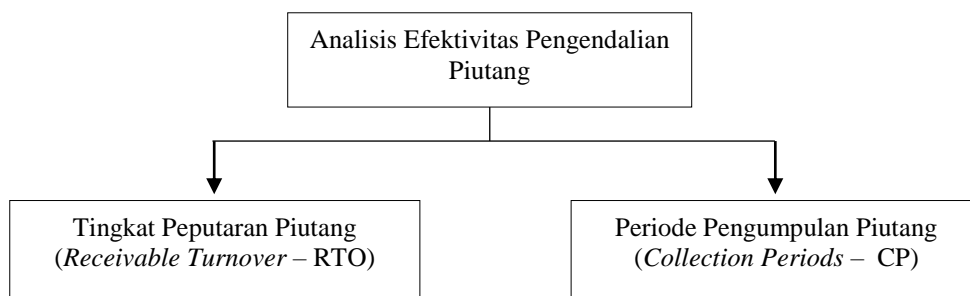 Analisis Efektivitas Pengendalian
Piutang
Tingkat Peputaran Piutang
(Receivable Turnover – RTO)
Periode Pengumpulan Piutang
(Collection Periods – CP)